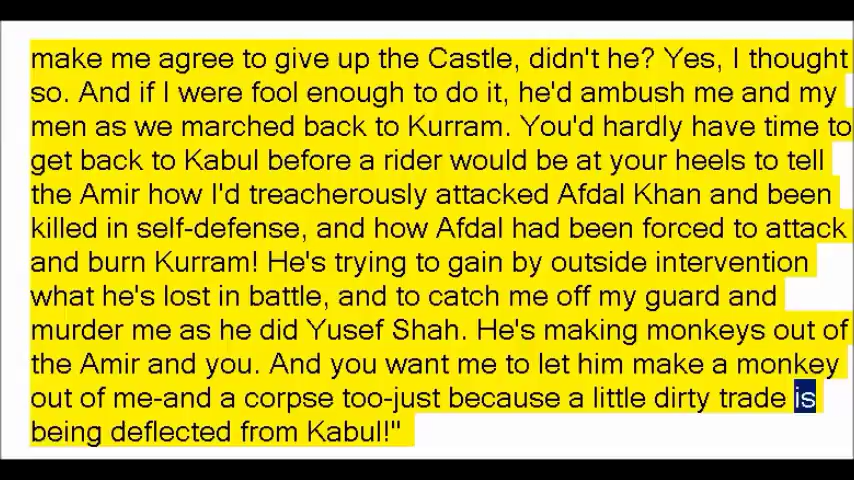 make me agree to give up the Castle, didn't he? Yes, I thought
so. And if I were fool enough to do it, he'd ambush me and my
men as we marched back to Kurram. You'd hardly have time to
get back to Kabul before a rider would be at your heels to tell
the Amir how I'd treacherously attacked Afdal Khan and been
killed in self-defense, and how Afdal had been forced to attack
and burn Kurram! He's trying to gain by outside intervention
what he's lost in battle, and to catch me off my guard and
murder me as he did Yusef Shah. He's making monkeys out of
the Amir and you. And you want me to let him make a monkey
out of me-and a corpse too-just because a little dirty trade is
being deflected from Kabul!"